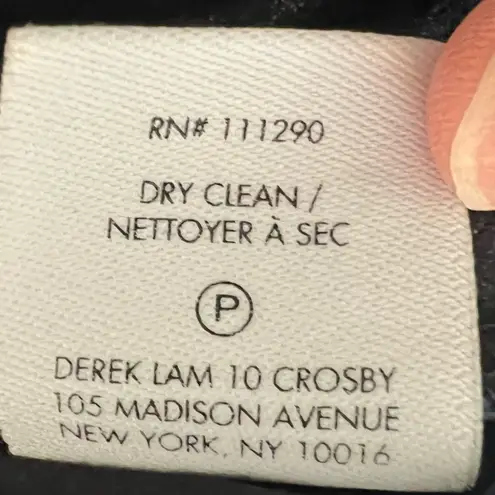 RN# 111290
DRY CLEAN /
NETTOYER À SEC
P
DEREK LAM 10 CROSBY
105 MADISON AVENUE
NEW YORK, NY 10016